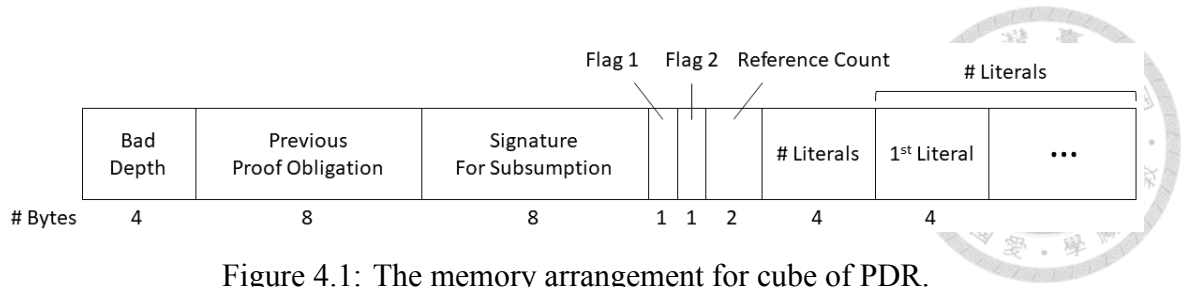 Flag 1 Flag 2 Reference Count
# Literals
Bad Depth
Previous Proof Obligation
Signature For Subsumption
# Literals
1st Literal
•••
# Bytes 4 8 8 1 1 2 4 4
Figure 4.1: The memory arrangement for cube of PDR.